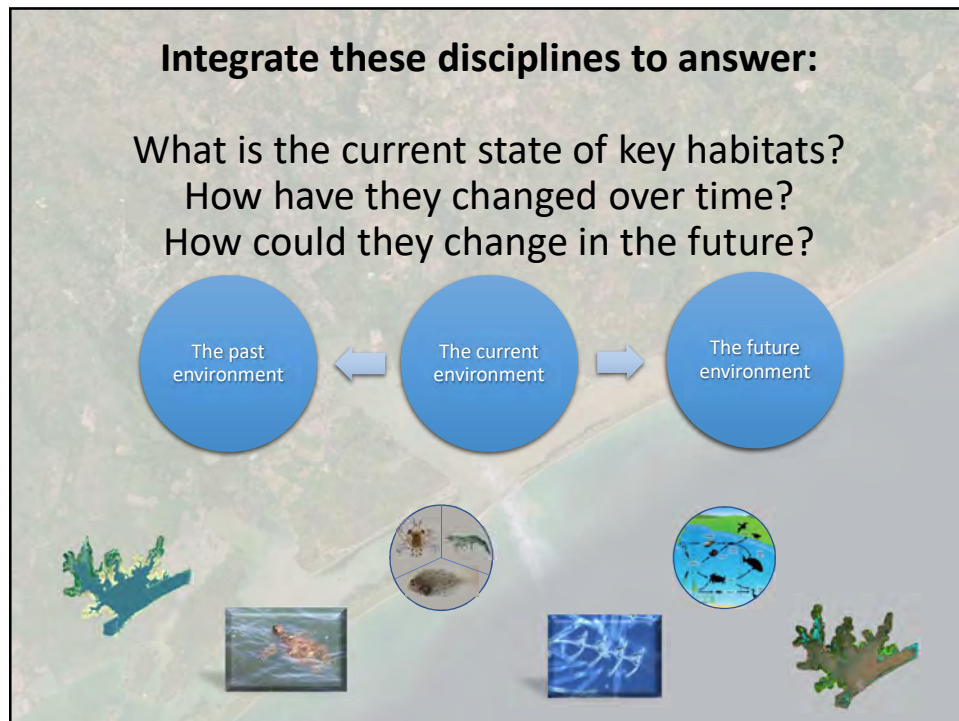 Integrate these disciplines to answer:
What is the current state of key habitats?
How have they changed over time?
How could they change in the future?
The past
environment
The current
environment
The future
environment